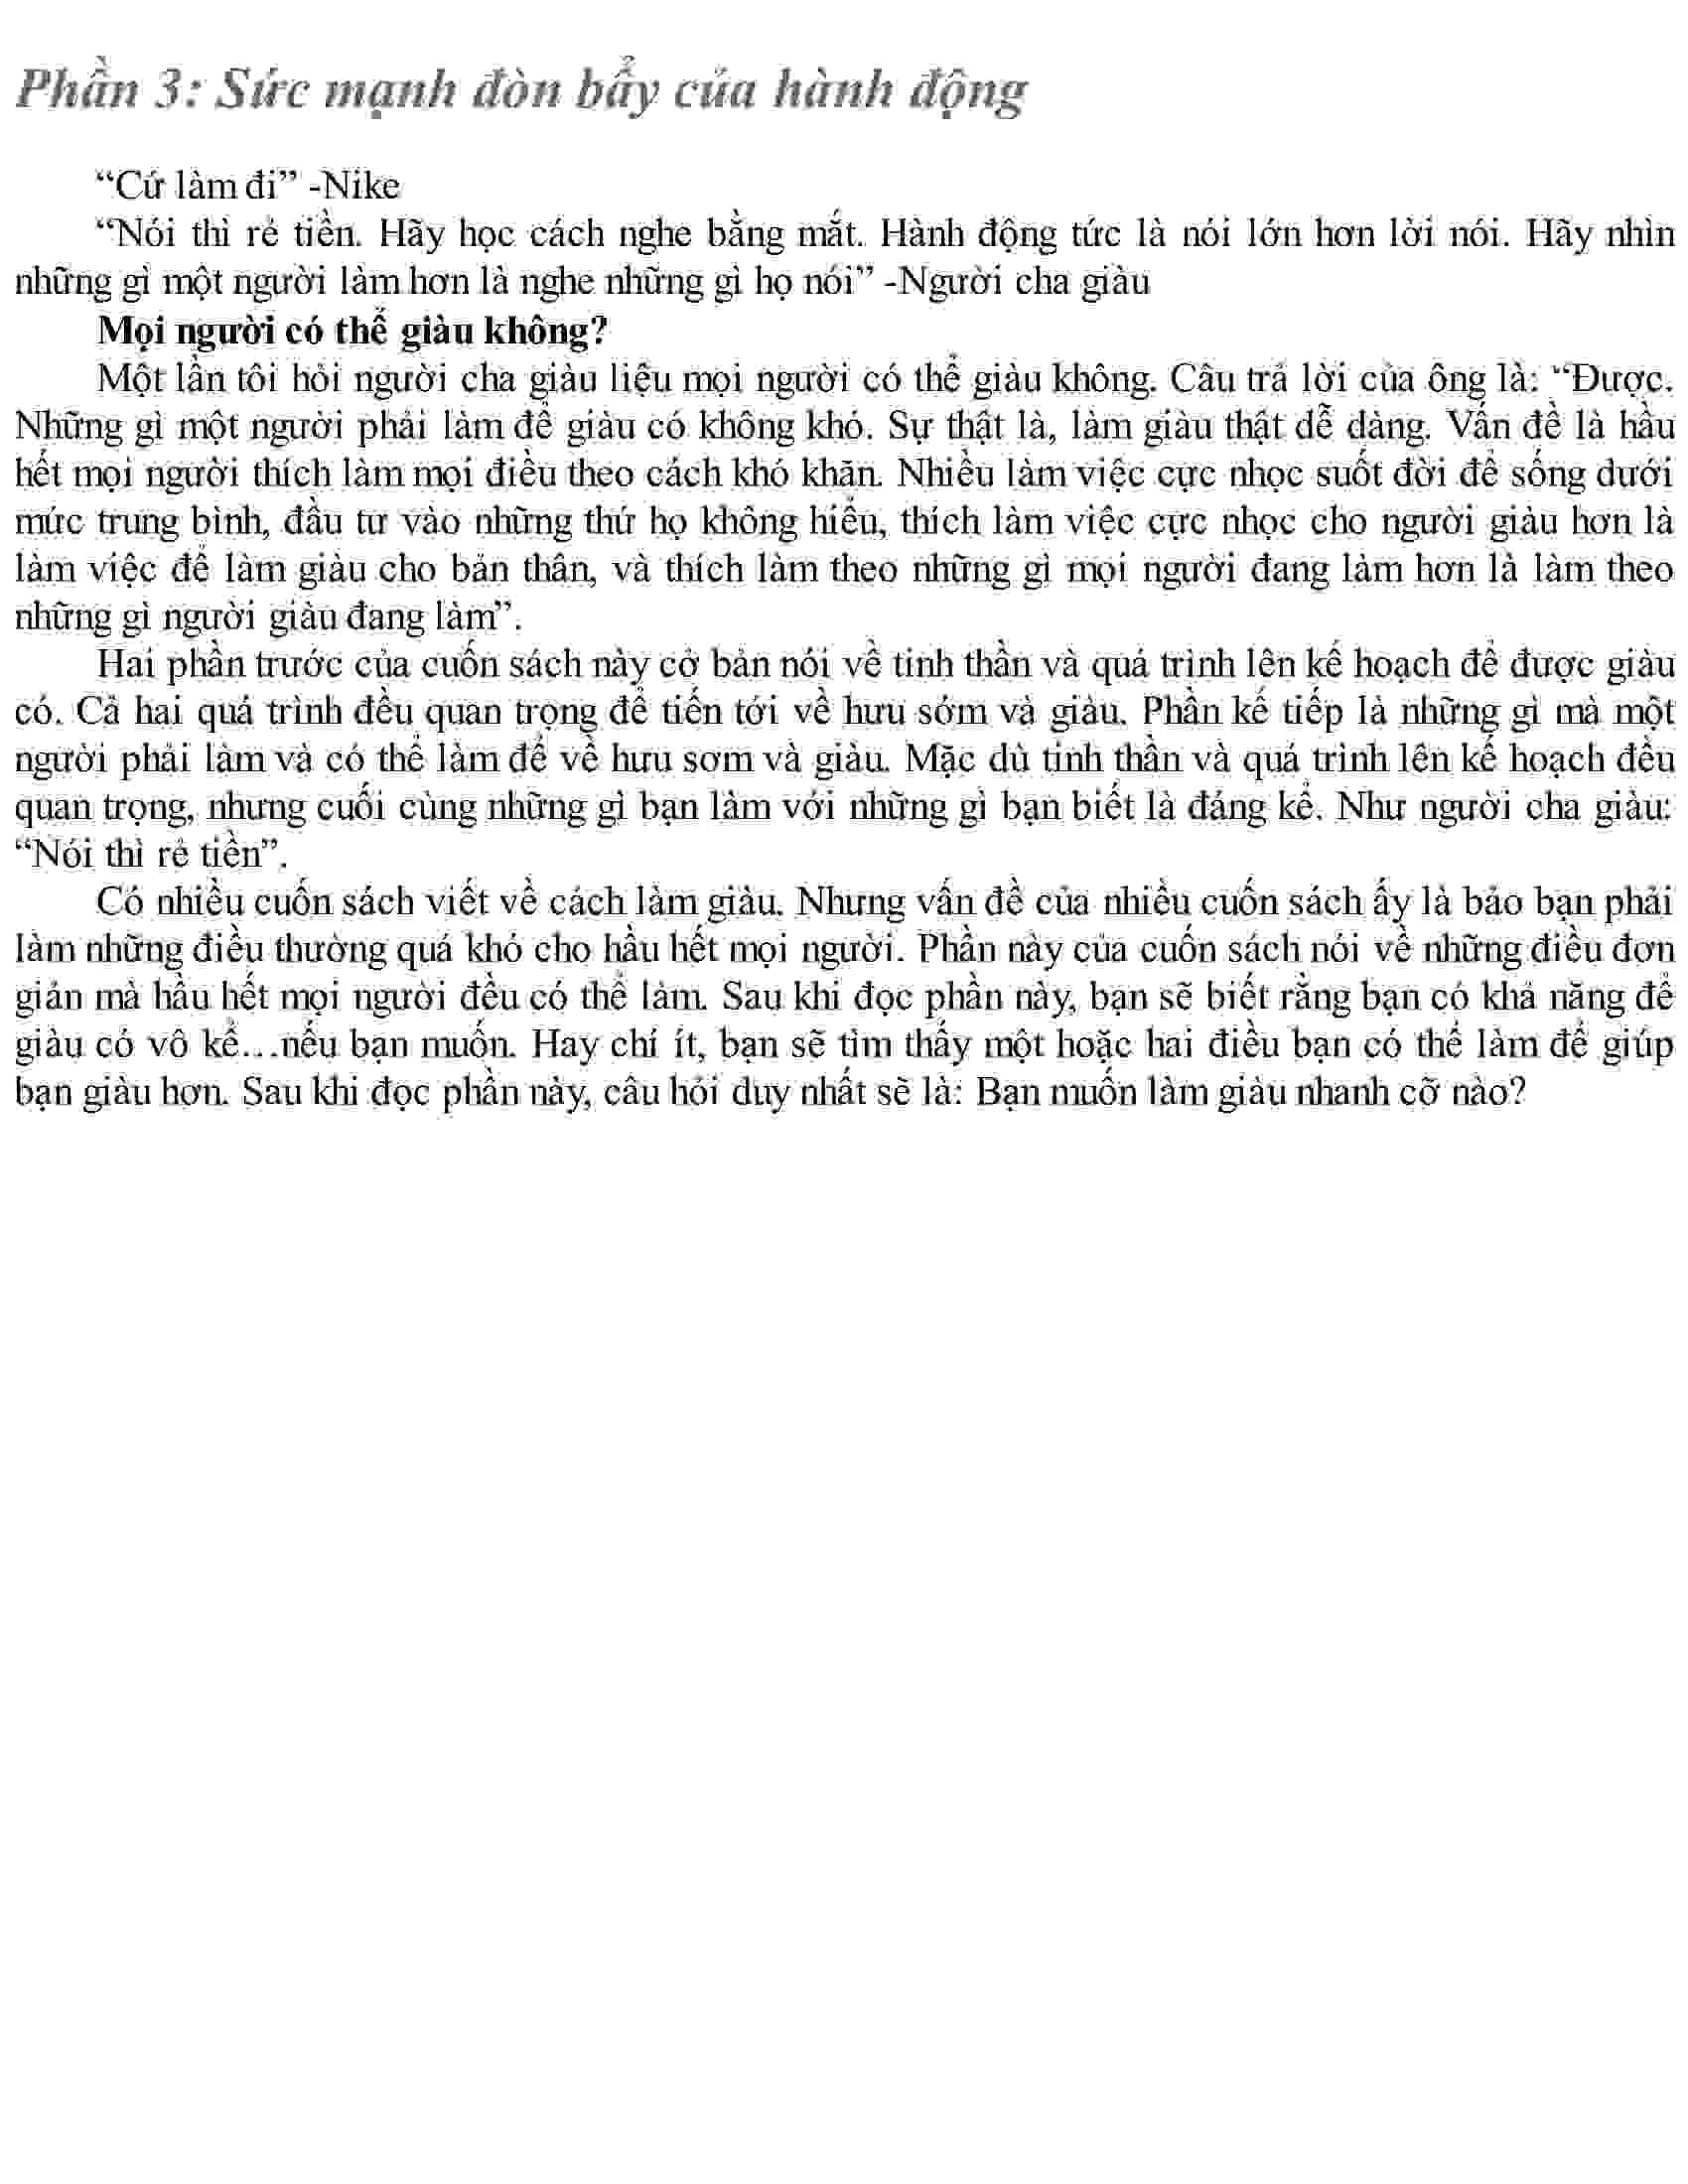 Phần 3: Sức mạnh đòn bẩy của hành động
“Cứ làm đi” -Nike
“Nói thì rẻ tiền. Hãy học cách nghe bằng mắt. Hành động tức là nói lớn hơn lời nói. Hãy nhìn
những gì một người làm hơn là nghe những gì họ nói” -Người cha giàu
Mọi người có thể giàu không?
Một lần tôi hỏi người cha giàu liệu mọi người có thể giàu không. Câu trả lời của ông là: “Được.
Những gì một người phải làm để giàu có không khó. Sự thật là, làm giàu thật dễ dàng. Vấn đề là hầu
hết mọi người thích làm mọi điều theo cách khó khăn. Nhiều làm việc cực nhọc suốt đời để sống dưới
mức trung bình, đầu tư vào những thứ họ không hiểu, thích làm việc cực nhọc cho người giàu hơn là
làm việc để làm giàu cho bản thân, và thích làm theo những gì mọi người đang làm hơn là làm theo
những gì người giàu đang làm”.
Hai phần trước của cuốn sách này cở bản nói về tinh thần và quá trình lên kế hoạch để được giàu
có. Cả hai quá trình đều quan trọng để tiến tới về hưu sớm và giàu. Phần kế tiếp là những gì mà một
người phải làm và có thể làm để về hưu sơm và giàu. Mặc dù tinh thần và quá trình lên kế hoạch đều
quan trọng, nhưng cuối cùng những gì bạn làm với những gì bạn biết là đáng kể. Như người cha giàu:
“Nói thì rẻ tiền”.
Có nhiều cuốn sách viết về cách làm giàu. Nhưng vấn đề của nhiều cuốn sách ấy là bảo bạn phải
làm những điều thường quá khó cho hầu hết mọi người. Phần này của cuốn sách nói về những điều đơn
giản mà hầu hết mọi người đều có thể làm. Sau khi đọc phần này, bạn sẽ biết rằng bạn có khả năng để
giàu có vô kể...nếu bạn muốn. Hay chí ít, bạn sẽ tìm thấy một hoặc hai điều bạn có thể làm để giúp
bạn giàu hơn. Sau khi đọc phần này, câu hỏi duy nhất sẽ là: Bạn muốn làm giàu nhanh cỡ nào?